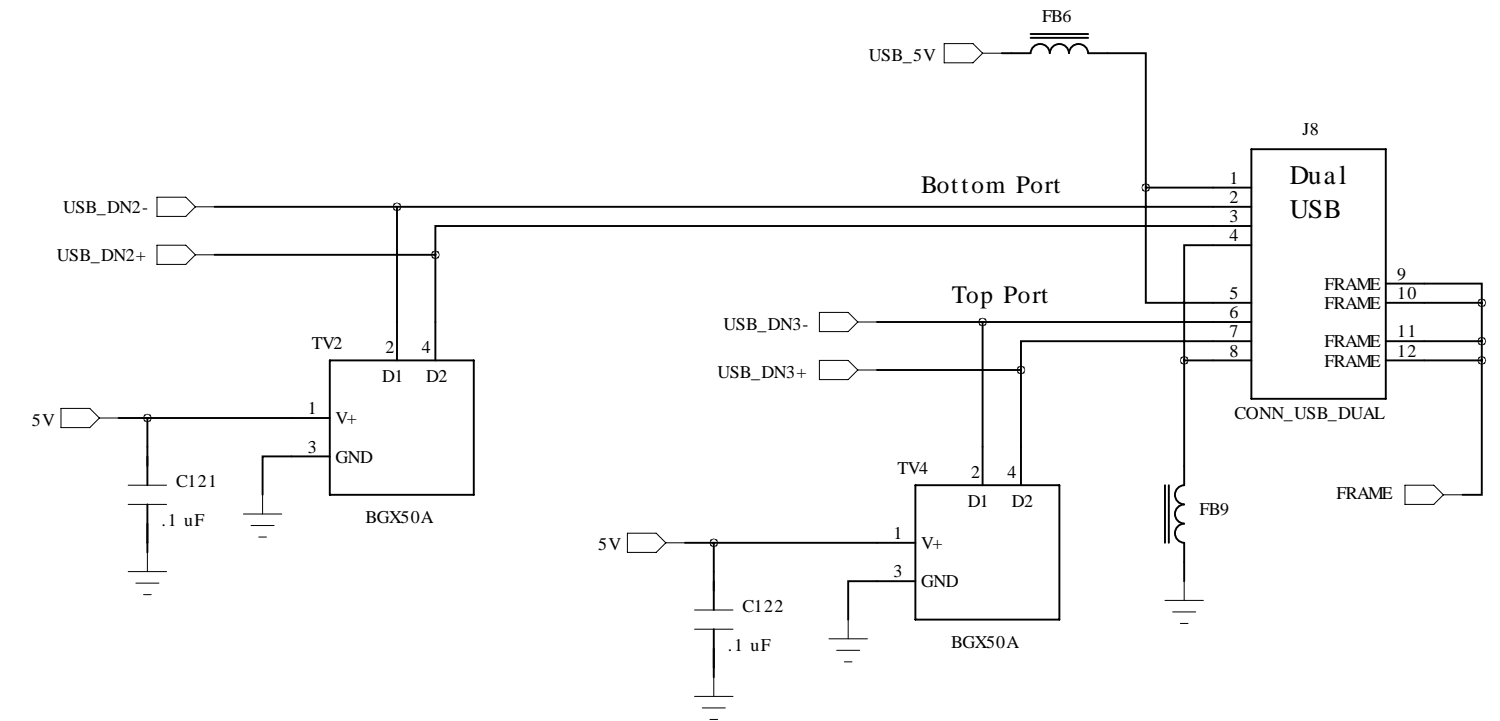 FB6
USB_5V
J8
Dual
USB
Bottom Port
1
2
3
4
USB_DN2-
USB_DN2+
FRAME 9
FRAME 10
FRAME 11
FRAME 12
Top Port
5
6
7
8
USB_DN3-
USB_DN3+
CONN_USB_DUAL
TV2
2 4
D1 D2
5V
1 V+
3 GND
C121
.1 uF
BGX50A
TV4
2 4
D1 D2
FRAME
FB9
5V
1 V+
3 GND
C122
.1 uF
BGX50A